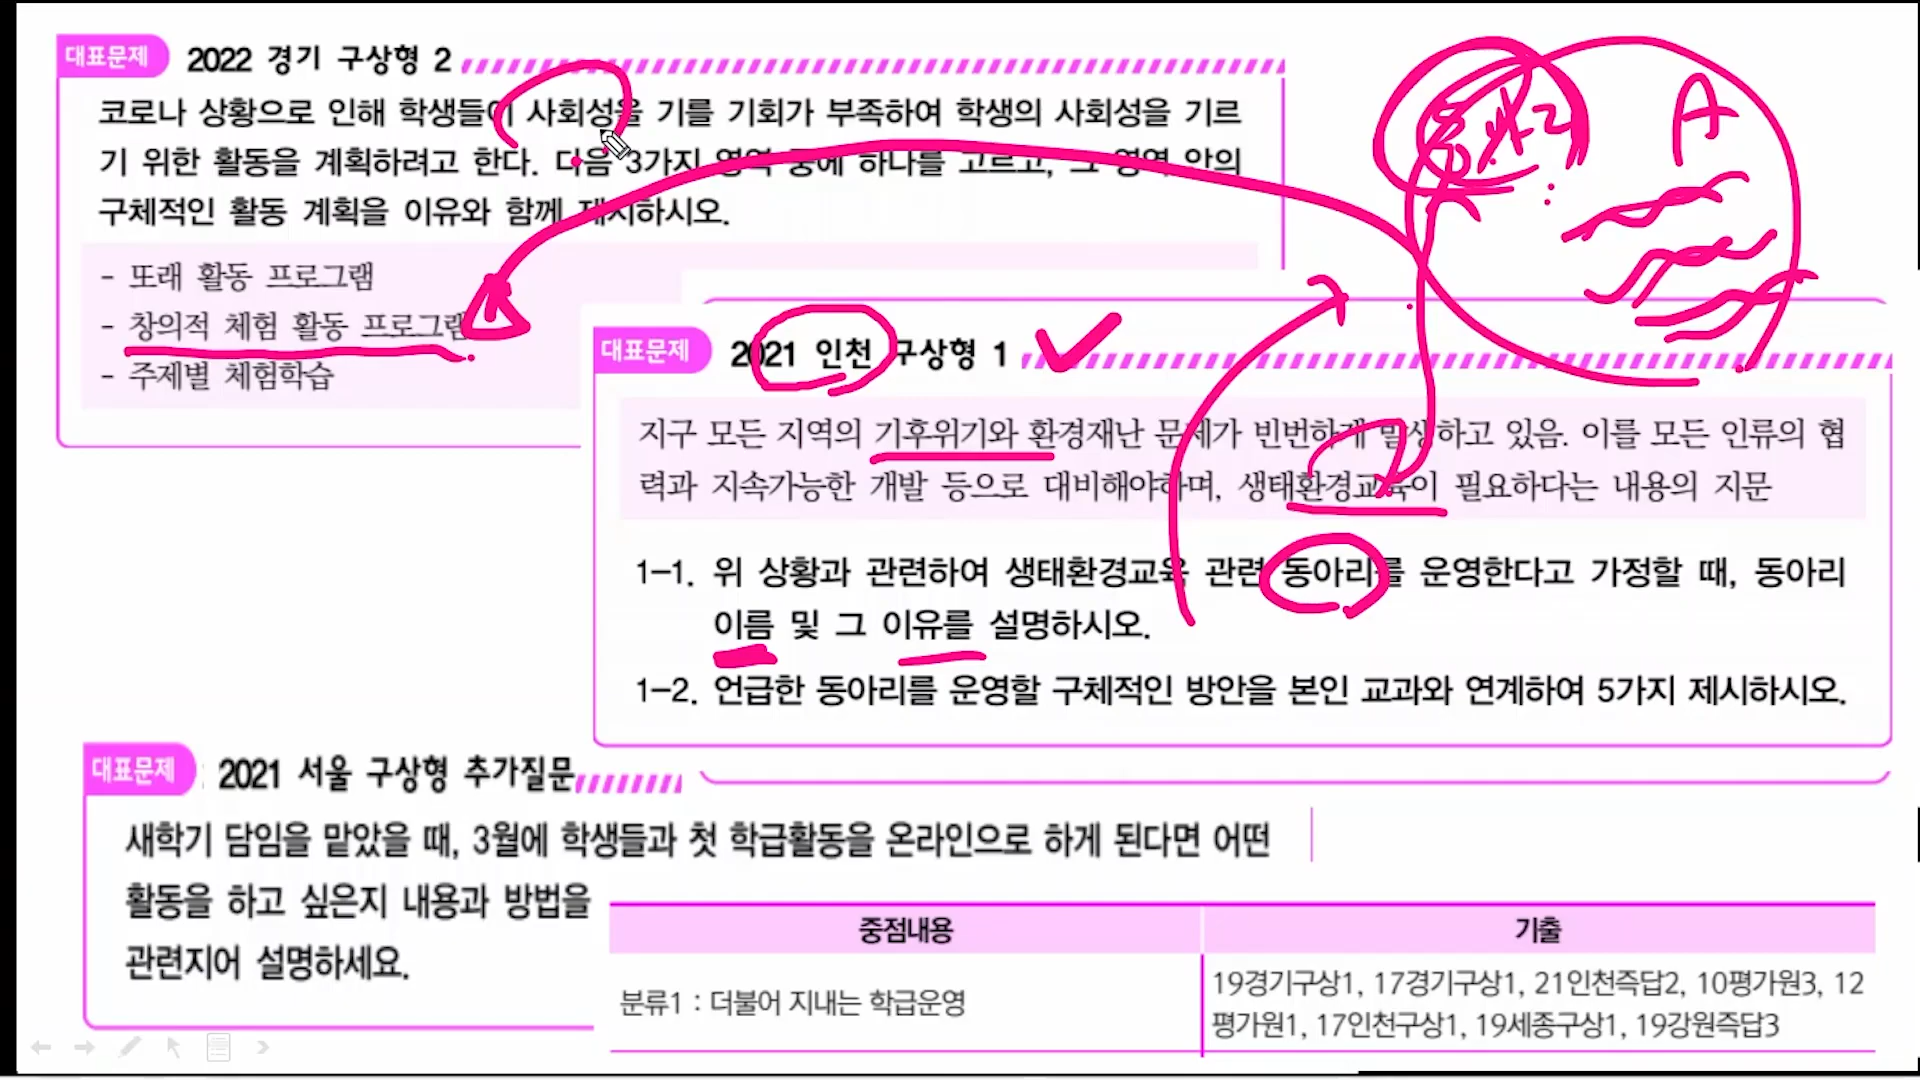 대표문제 2022 경기 구상형 2
코로나 상황으로 인해 학생들이 사회성을 기를 기회가 부족하여 학생의 사회성을 기르
기 위한 활동을 계획하려고 한다. 다음 3가지 영역 중에 하나를 고르고, 그 영역 안의
구체적인 활동 계획을 이유와 함께 제시하시오.
- 또래 활동 프로그램
- 창의적 체험 활동 프로그램
- 주제별 체험학습
A
대표문제 2021 인천 구상형 1
지구 모든 지역의 기후위기와 환경재난 문제가 빈번하게 발생하고 있음. 이를 모든 인류의 협
력과 지속가능한 개발 등으로 대비해야하며, 생태환경교육이 필요하다는 내용의 지문
1-1. 위 상황과 관련하여 생태환경교육 관련 동아리를 운영한다고 가정할 때, 동아리
이름 및 그 이유를 설명하시오.
1-2. 언급한 동아리를 운영할 구체적인 방안을 본인 교과와 연계하여 5가지 제시하시오.
대표문제 2021 서울 구상형 추가질문
새학기 담임을 맡았을 때, 3월에 학생들과 첫 학급활동을 온라인으로 하게 된다면 어떤
활동을 하고 싶은지 내용과 방법을
관련지어 설명하세요.
중점내용 기출
분류1 : 더불어 지내는 학급운영
19경기구상1, 17경기구상1, 21인천즉답2, 10평가원3, 12
평가원1, 17인천구상1, 19세종구상1, 19강원즉답3